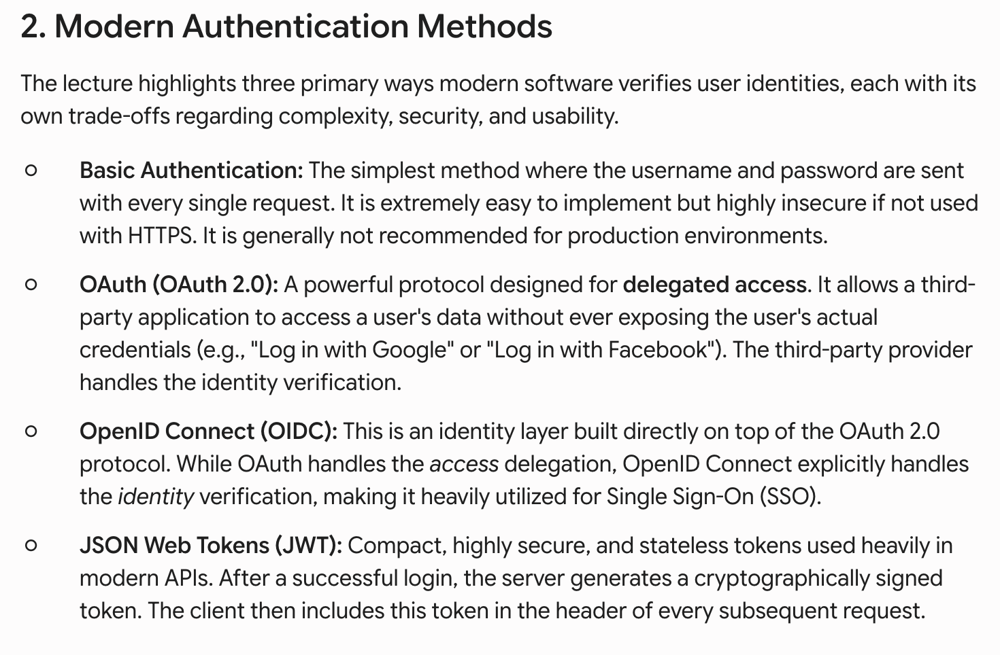 2. Modern Authentication Methods
The lecture highlights three primary ways modern software verifies user identities, each with its
own trade-offs regarding complexity, security, and usability.
Basic Authentication: The simplest method where the username and password are sent
with every single request. It is extremely easy to implement but highly insecure if not used
with HTTPS. It is generally not recommended for production environments.
OAuth (OAuth 2.0): A powerful protocol designed for delegated access. It allows a third-
party application to access a user's data without ever exposing the user's actual
credentials (e.g., "Log in with Google" or "Log in with Facebook"). The third-party provider
handles the identity verification.
OpenID Connect (OIDC): This is an identity layer built directly on top of the OAuth 2.0
protocol. While OAuth handles the access delegation, OpenID Connect explicitly handles
the identity verification, making it heavily utilized for Single Sign-On (SSO).
JSON Web Tokens (JWT): Compact, highly secure, and stateless tokens used heavily in
modern APIs. After a successful login, the server generates a cryptographically signed
token. The client then includes this token in the header of every subsequent request.